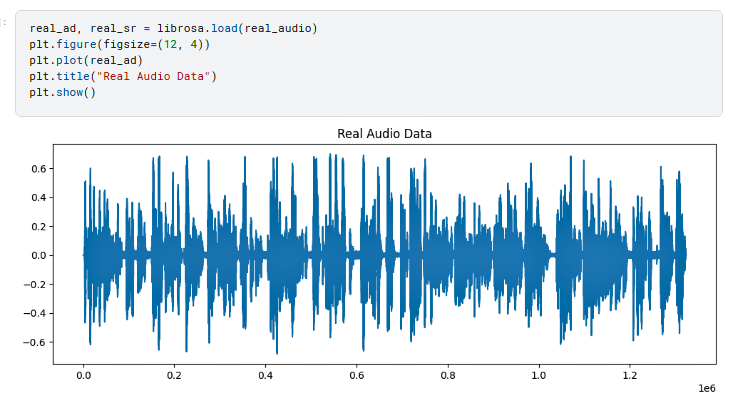 ]:
real_ad, real_sr = librosa.load(real_audio)
plt.figure(figsize=(12, 4))
plt.plot(real_ad)
plt.title("Real Audio Data")
plt.show()
Real Audio Data
0.6
0.4
0.2
0.0
−0.2
−0.4
−0.6
0.0 0.2 0.4 0.6 0.8 1.0 1.2
1e6